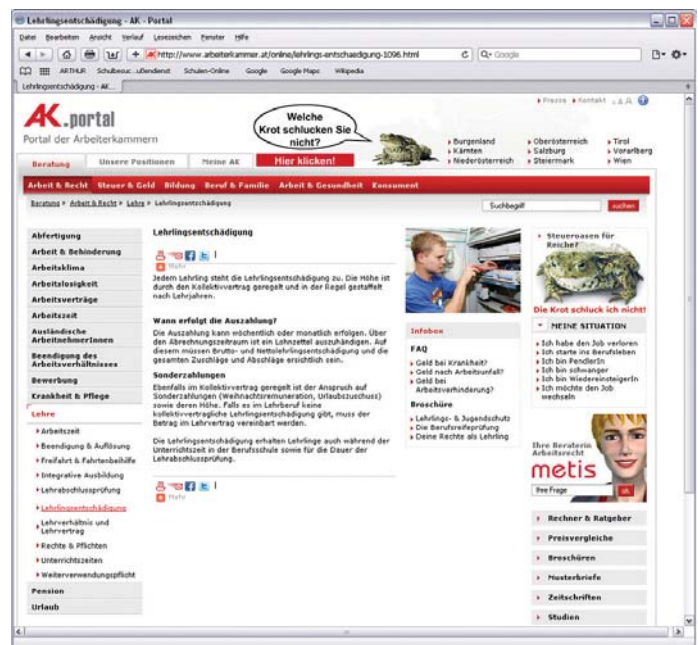 Lehrlingsentschädigung - AK - Portal
Datei Bearbeiten Ansicht Verlauf Lesezeichen Fenster Hilfe
http://www.arbeiterkammer.at/online/lehrlings-entschaedigung-1096.html
Google
ARTHUR Schulbesuc...ußendienst Schulen-Online Google Google Maps Wikipedia
Lehrlingsentschädigung - AK...
Presse Kontakt A A A
AK.portal
Portal der Arbeiterkammern
Welche
Krot schlucken Sie
nicht?
Hier klicken!
Burgenland Oberösterreich Tirol
Kärnten Salzburg Vorarlberg
Niederösterreich Steiermark Wien
Beratung Unsere Positionen Meine AK
Arbeit & Recht Steuer & Geld Bildung Beruf & Familie Arbeit & Gesundheit Konsument
Beratung Arbeit & Recht Lehre Lehrlingsentschädigung
Suchbegriff suchen
Abfertigung
Arbeit & Behinderung
Arbeitsklima
Arbeitslosigkeit
Arbeitsverträge
Arbeitszeit
Ausländische
ArbeitnehmerInnen
Beendigung des
Arbeitsverhältnisses
Bewerbung
Krankheit & Pflege
Lehre
Arbeitszeit
Beendigung & Auflösung
Freifahrt & Fahrtenbeihilfe
Integrative Ausbildung
Lehrabschlussprüfung
Lehrlingsentschädigung
Lehrverhältnis und
Lehrvertrag
Rechte & Pflichten
Unterrichtszeiten
Weiterverwendungspflicht
Pension
Urlaub
Lehrlingsentschädigung
Mehr
Jedem Lehrling steht die Lehrlingsentschädigung zu. Die Höhe ist
durch den Kollektivvertrag geregelt und in der Regel gestaffelt
nach Lehrjahren.
Wann erfolgt die Auszahlung?
Die Auszahlung kann wöchentlich oder monatlich erfolgen. Über
den Abrechnungszeitraum ist ein Lohnzettel auszuhändigen. Auf
diesem müssen Brutto- und Nettolehrlingsentschädigung und die
gesamten Zuschläge und Abschläge ersichtlich sein.
Sonderzahlungen
Ebenfalls im Kollektivvertrag geregelt ist der Anspruch auf
Sonderzahlungen (Weihnachtsremuneration, Urlaubszuschuss)
sowie deren Höhe. Falls es im Lehrberuf keine
kollektivvertragliche Lehrlingsentschädigung gibt, muss der
Betrag im Lehrvertrag vereinbart werden.
Die Lehrlingsentschädigung erhalten Lehrlinge auch während der
Unterrichtszeit in der Berufsschule sowie für die Dauer der
Lehrabschlussprüfung.
Mehr
Infobox
FAQ
Geld bei Krankheit?
Geld nach Arbeitsunfall?
Geld bei
Arbeitsverhinderung?
Broschüre
Lehrlings- & Jugendschutz
Die Berufsreifeprüfung
Deine Rechte als Lehrling
Steueroasen für
Reiche?
Die Krot schluck ich nicht!
MEINE SITUATION
Ich habe den Job verloren
Ich starte ins Berufsleben
Ich bin PendlerIn
Ich bin schwanger
Ich bin WiedereinsteigerIn
Ich möchte den Job
wechseln
Ihre Beraterin
Arbeitsrecht
metis
Ihre Frage ok
Rechner & Ratgeber
Preisvergleiche
Broschüren
Musterbriefe
Zeitschriften
Studien